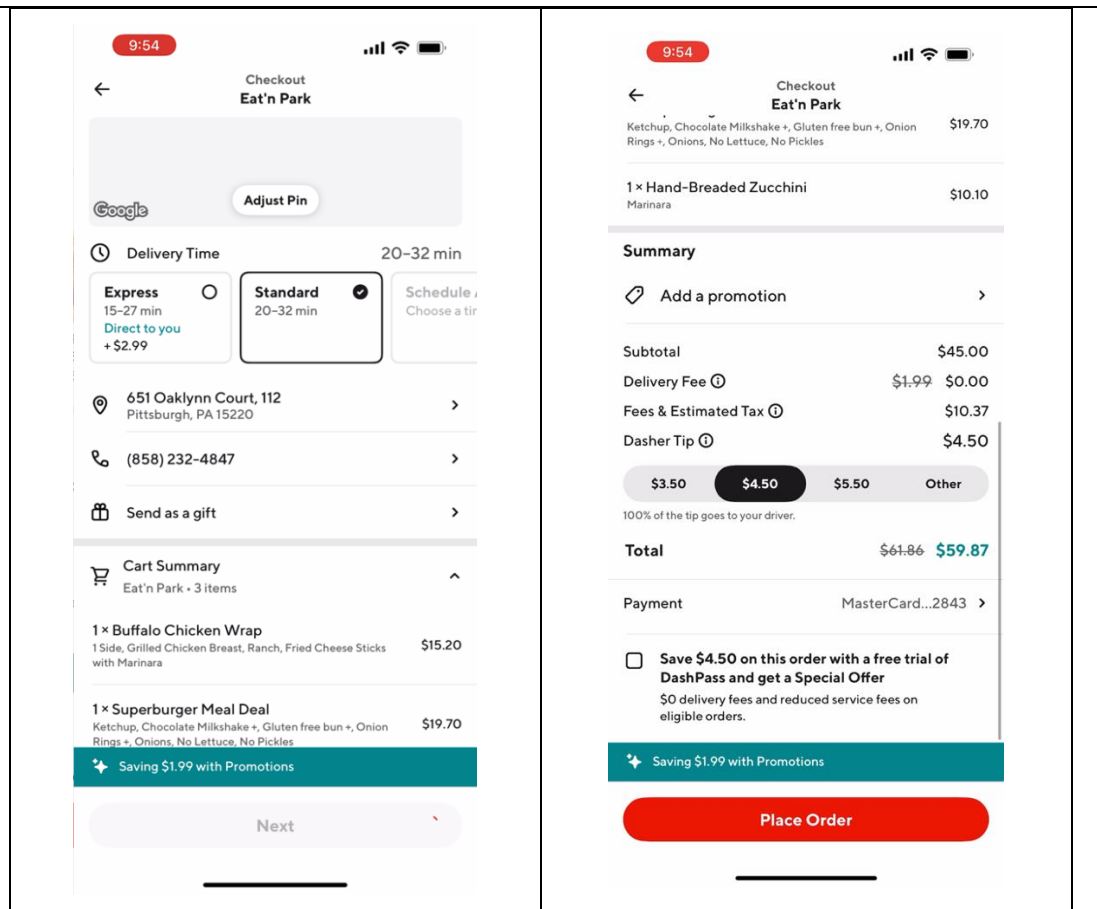 9:54
Checkout
Eat'n Park
Google
Adjust Pin
Delivery Time 20–32 min
Express
15–27 min
Direct to you
+ $2.99
Standard
20–32 min
Schedule
Choose a
651 Oaklynn Court, 112
Pittsburgh, PA 15220
(858) 232-4847
Send as a gift
Cart Summary
Eat'n Park • 3 items
1 × Buffalo Chicken Wrap
1 Side, Grilled Chicken Breast, Ranch, Fried Cheese Sticks $15.20
with Marinara
1 × Superburger Meal Deal
Ketchup, Chocolate Milkshake +, Gluten free bun +, Onion $19.70
Rings +, Onions, No Lettuce, No Pickles
Saving $1.99 with Promotions
Next
9:54
Checkout
Eat'n Park
Ketchup, Chocolate Milkshake +, Gluten free bun +, Onion $19.70
Rings +, Onions, No Lettuce, No Pickles
1 × Hand-Breaded Zucchini $10.10
Marinara
Summary
Add a promotion
Subtotal $45.00
Delivery Fee $1.99 $0.00
Fees & Estimated Tax $10.37
Dasher Tip $4.50
$3.50 $4.50 $5.50 Other
100% of the tip goes to your driver.
Total $61.86 $59.87
Payment MasterCard...2843
Save $4.50 on this order with a free trial of
DashPass and get a Special Offer
$0 delivery fees and reduced service fees on
eligible orders.
Saving $1.99 with Promotions
Place Order